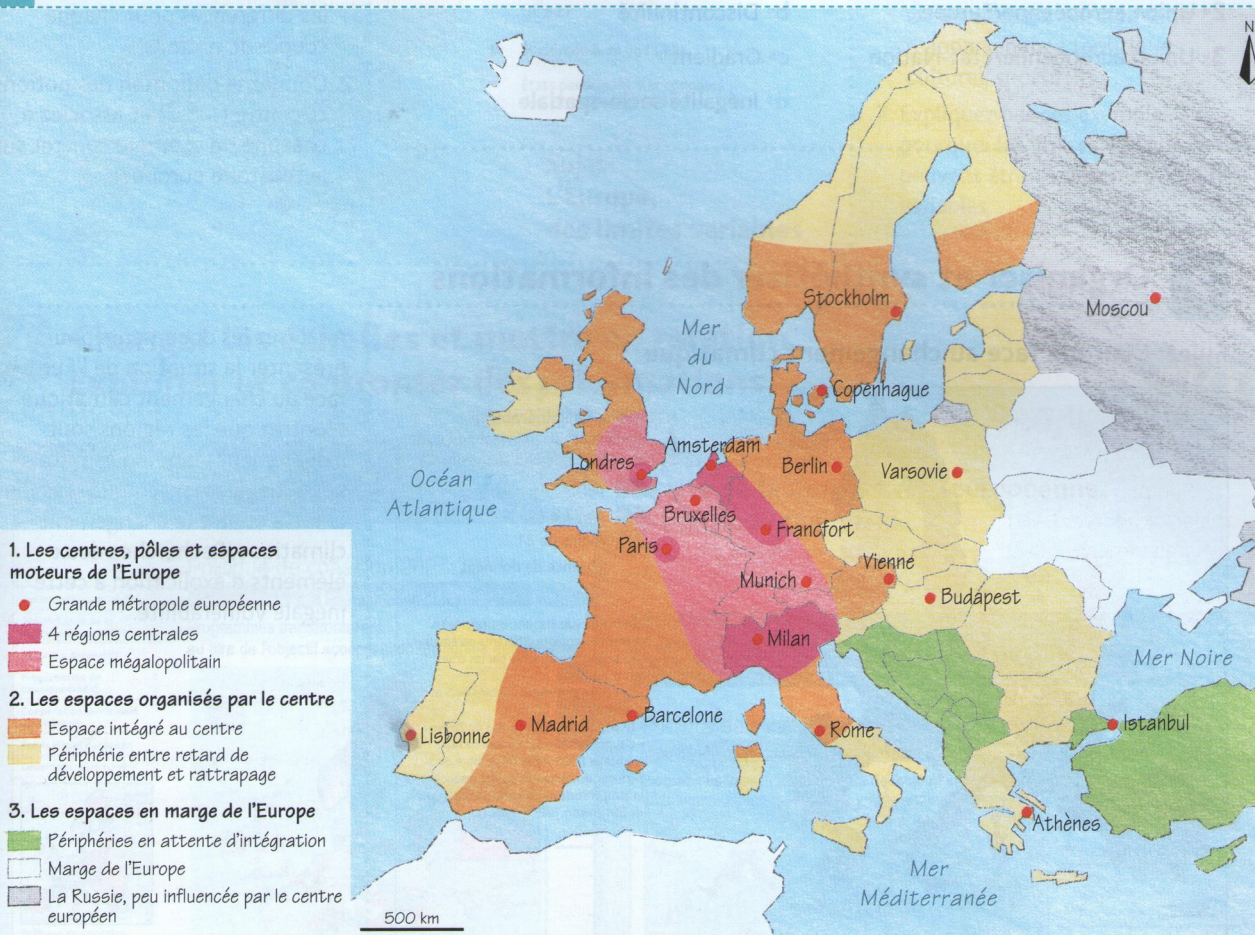 N
Stockholm
Moscou
Mer
du
Nord
Copenhague
Amsterdam
Londres
Berlin
Varsovie
Océan
Atlantique
Bruxelles
Francfort
Paris
Vienne
Munich
Budapest
Milan
Mer Noire
Barcelone
Madrid
Lisbonne
Rome
Istanbul
Athènes
Mer
Méditerranée
1. Les centres, pôles et espaces
moteurs de l'Europe
Grande métropole européenne
4 régions centrales
Espace mégalopolitain
2. Les espaces organisés par le centre
Espace intégré au centre
Périphérie entre retard de
développement et rattrapage
3. Les espaces en marge de l'Europe
Périphéries en attente d'intégration
Marge de l'Europe
La Russie, peu influencée par le centre
européen
500 km